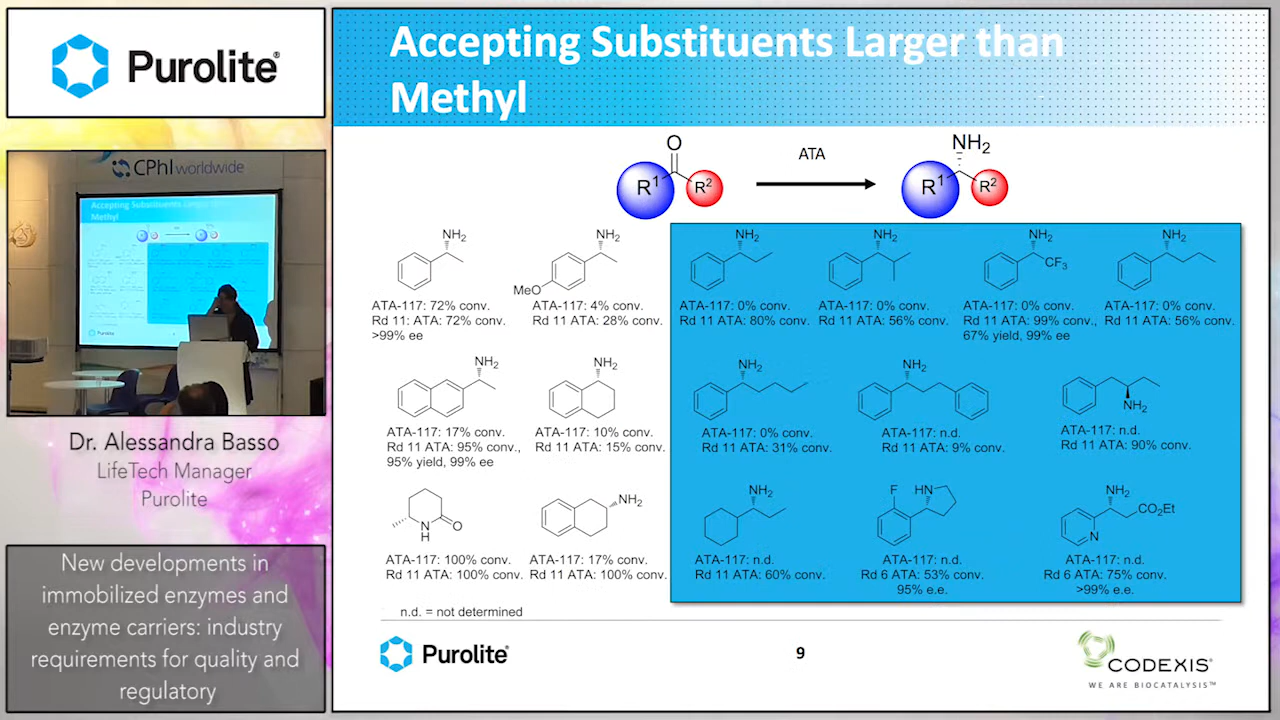 Purolite®
CPhI worldwide
Accepting Substituents Larger than
Methyl
Dr. Alessandra Basso
LifeTech Manager
Purolite
New developments in
immobilized enzymes and
enzyme carriers: industry
requirements for quality and
regulatory
Accepting Substituents Larger than
Methyl
O
R¹ R²
ATA
NH₂
R¹ R²
NH₂
ATA-117: 72% conv.
Rd 11: ATA: 72% conv.
>99% ee
NH₂
MeO
ATA-117: 4% conv.
Rd 11 ATA: 28% conv.
NH₂
ATA-117: 0% conv.
Rd 11 ATA: 80% conv.
NH₂
ATA-117: 0% conv.
Rd 11 ATA: 56% conv.
NH₂
CF₃
ATA-117: 0% conv.
Rd 11 ATA: 99% conv.,
67% yield, 99% ee
NH₂
ATA-117: 0% conv.
Rd 11 ATA: 56% conv.
NH₂
ATA-117: 17% conv.
Rd 11 ATA: 95% conv.,
95% yield, 99% ee
NH₂
ATA-117: 10% conv.
Rd 11 ATA: 15% conv.
NH₂
ATA-117: 0% conv.
Rd 11 ATA: 31% conv.
NH₂
ATA-117: n.d.
Rd 11 ATA: 9% conv.
NH₂
ATA-117: n.d.
Rd 11 ATA: 90% conv.
N
H
O
ATA-117: 100% conv.
Rd 11 ATA: 100% conv.
NH₂
ATA-117: 17% conv.
Rd 11 ATA: 100% conv.
NH₂
ATA-117: n.d.
Rd 11 ATA: 60% conv.
F HN
ATA-117: n.d.
Rd 6 ATA: 53% conv.
95% e.e.
NH₂
CO₂Et
N
ATA-117: n.d.
Rd 6 ATA: 75% conv.
>99% e.e.
n.d. = not determined
Purolite®
9
CODEXIS®
WE ARE BIOCATALYSIS™